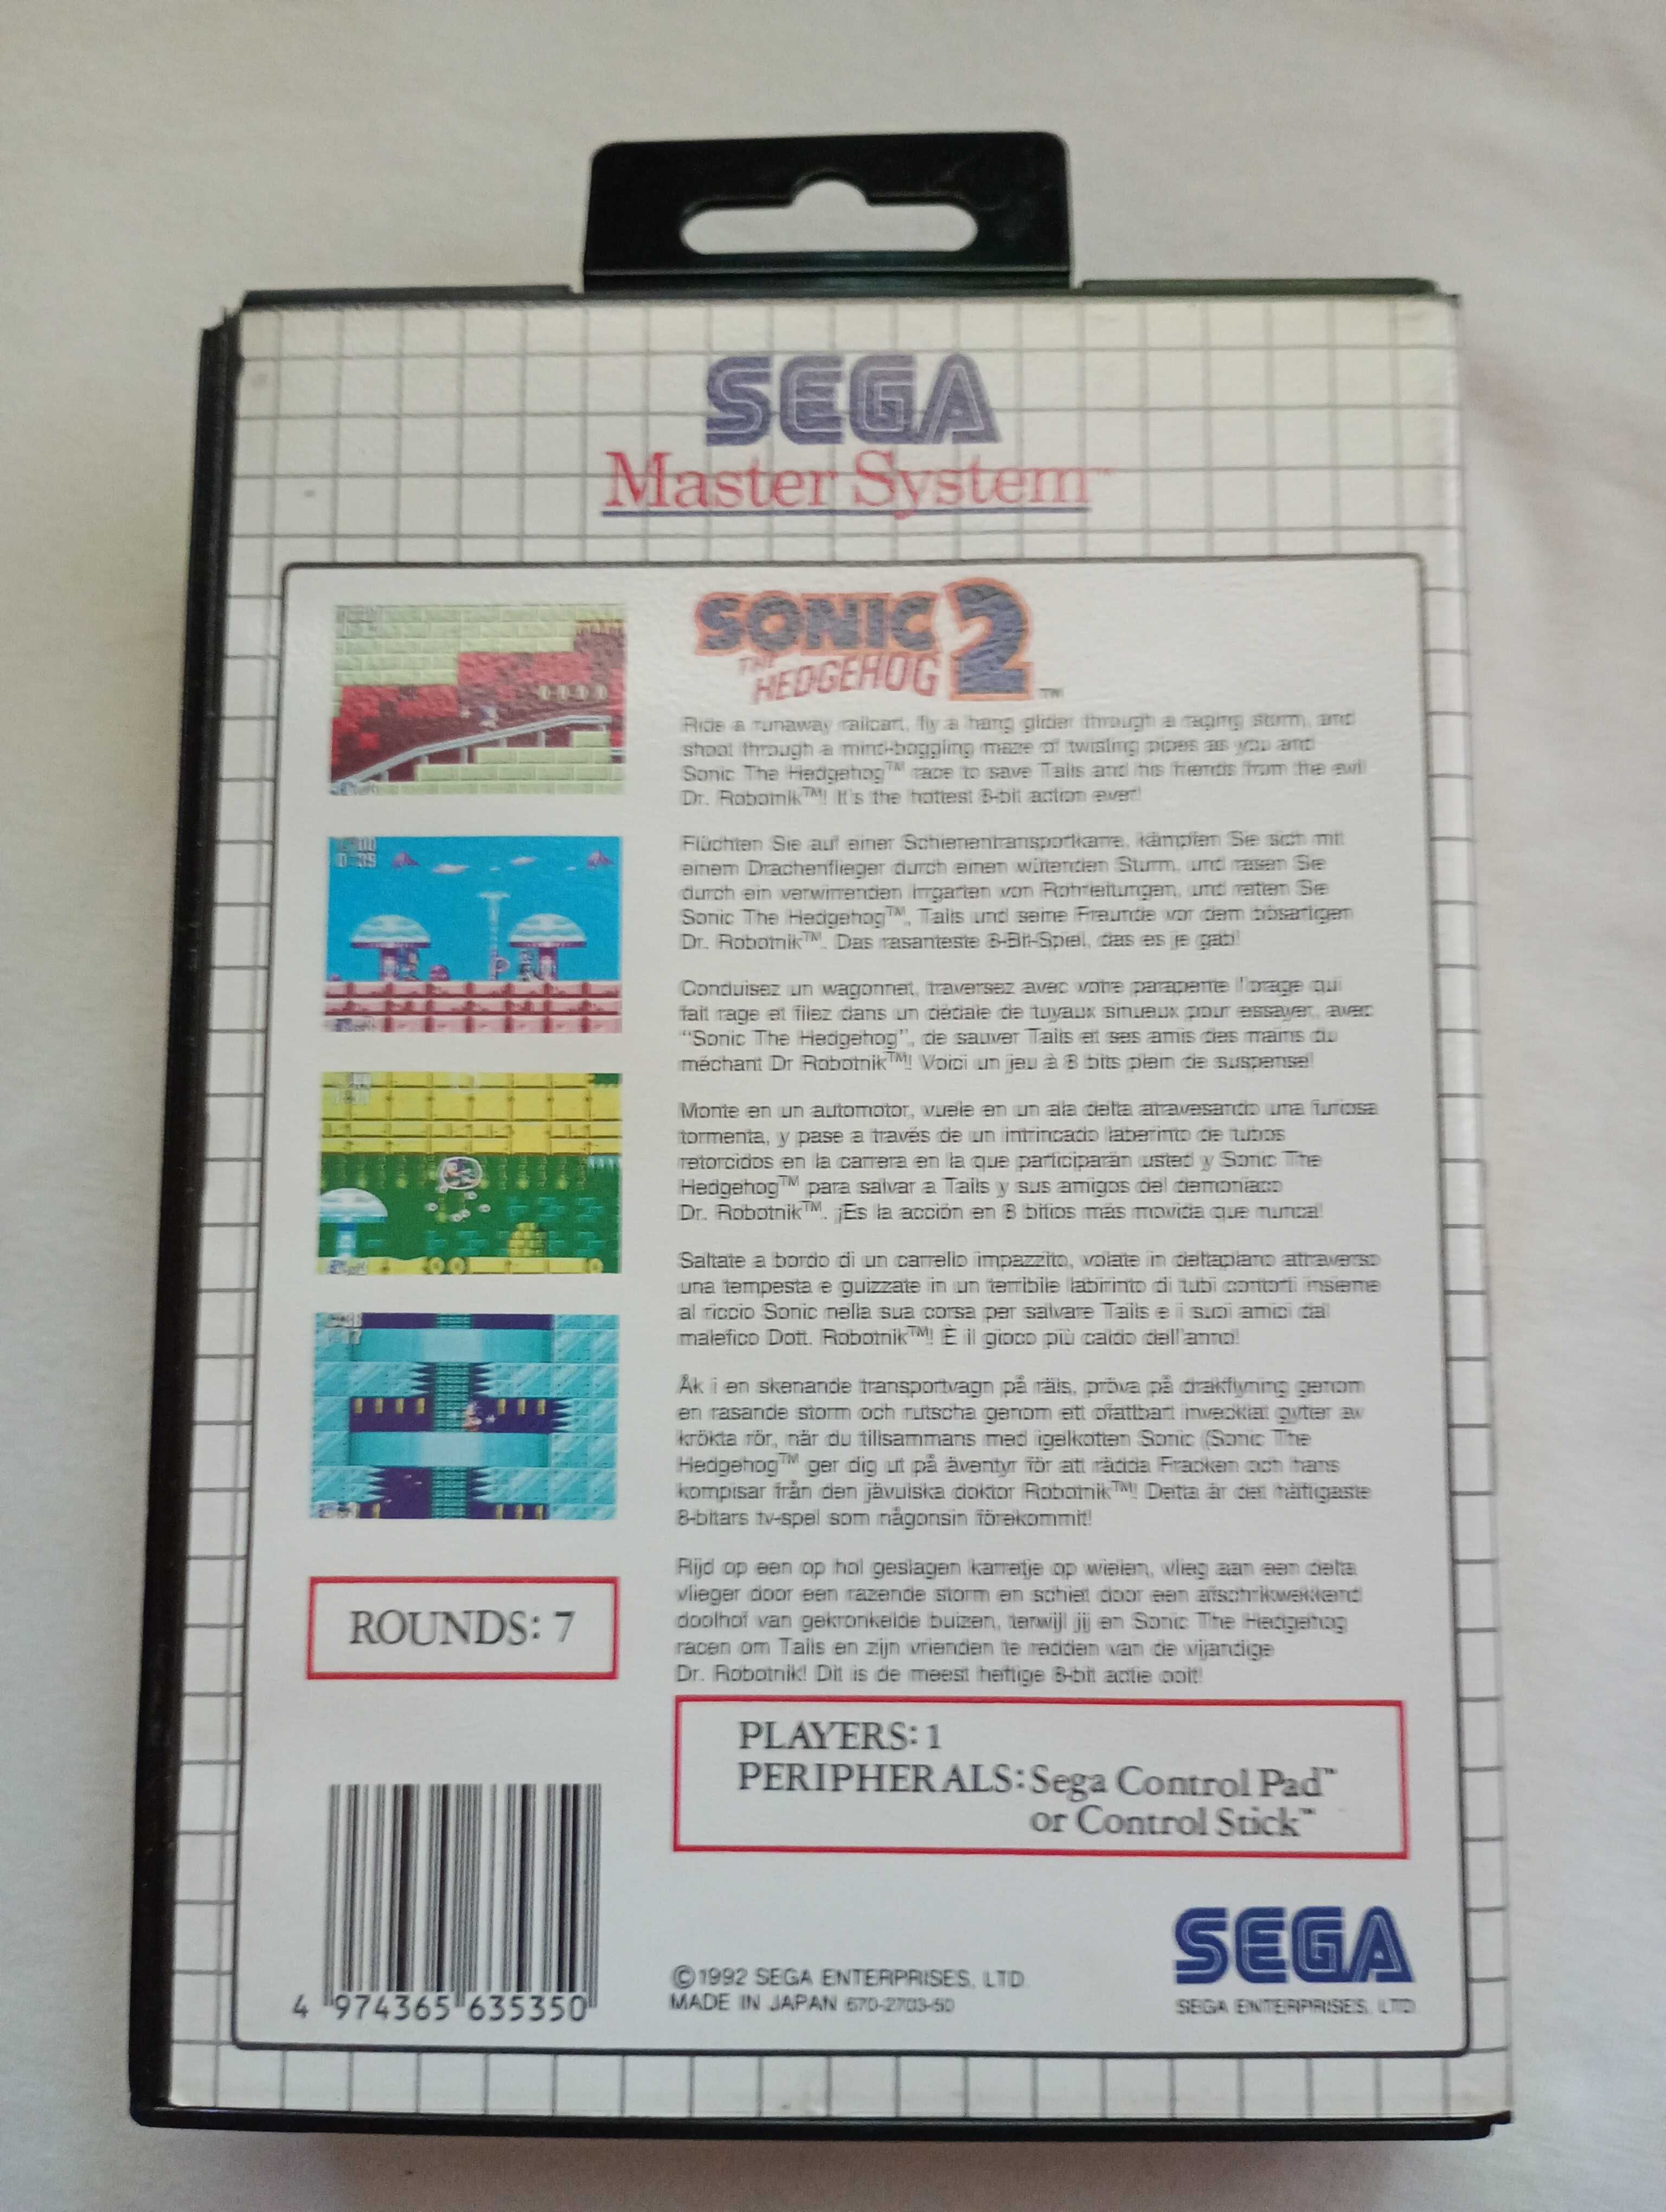 SEGA
Master System™
SONIC
THE
HEDGEHOG 2™
Ride a runaway railcart, fly a hang glider through a raging storm, and
shoot through a mind-boggling maze of twisting pipes as you and
Sonic The Hedgehog™ race to save Tails and his friends from the evil
Dr. Robotnik™! It's the hottest 8-bit action ever!
Flüchten Sie auf einer Schienentransportkarre, kämpfen Sie sich mit
einem Drachenflieger durch einen wütenden Sturm, und rasen Sie
durch ein verwirrenden Irrgarten von Rohrleitungen, und retten Sie
Sonic The Hedgehog™, Tails und seine Freunde vor dem bösartigen
Dr. Robotnik™. Das rasanteste 8-Bit-Spiel, das es je gab!
Conduisez un wagonnet, traversez avec votre parapente l'orage qui
fait rage et filez dans un dédale de tuyaux sinueux pour essayer, avec
"Sonic The Hedgehog", de sauver Tails et ses amis des mains du
méchant Dr Robotnik™! Voici un jeu à 8 bits plein de suspense!
Monte en un automotor, vuele en un ala delta atravesando una furiosa
tormenta, y pase a través de un intrincado laberinto de tubos
retorcidos en la carrera en la que participarán usted y Sonic The
Hedgehog™ para salvar a Tails y sus amigos del demoníaco
Dr. Robotnik™. ¡Es la acción en 8 bitios más movida que nunca!
Saltate a bordo di un carrello impazzito, volate in deltaplano attraverso
una tempesta e guizzate in un terribile labirinto di tubi contorti insieme
al riccio Sonic nella sua corsa per salvare Tails e i suoi amici dal
malefico Dott. Robotnik™! È il gioco più caldo dell'anno!
Åk i en skenande transportvagn på räls, pröva på drakflyning genom
en rasande storm och rutscha genom ett ofattbart invecklat gytter av
krökta rör, när du tillsammans med igelkotten Sonic (Sonic The
Hedgehog™ ger dig ut på äventyr för att rädda Fracken och hans
kompisar från den jävulska doktor Robotnik™! Detta är det häftigaste
8-bitars tv-spel som någonsin förekommit!
Rijd op een op hol geslagen karretje op wielen, vlieg aan een delta
vlieger door een razende storm en schiet door een afschrikwekkend
doolhof van gekronkelde buizen, terwijl jij en Sonic The Hedgehog
racen om Tails en zijn vrienden te redden van de vijandige
Dr. Robotnik! Dit is de meest heftige 8-bit actie ooit!
ROUNDS: 7
PLAYERS: 1
PERIPHERALS: Sega Control Pad™
or Control Stick™
4 974365 635350
©1992 SEGA ENTERPRISES, LTD.
MADE IN JAPAN 670-2703-50
SEGA
SEGA ENTERPRISES, LTD.